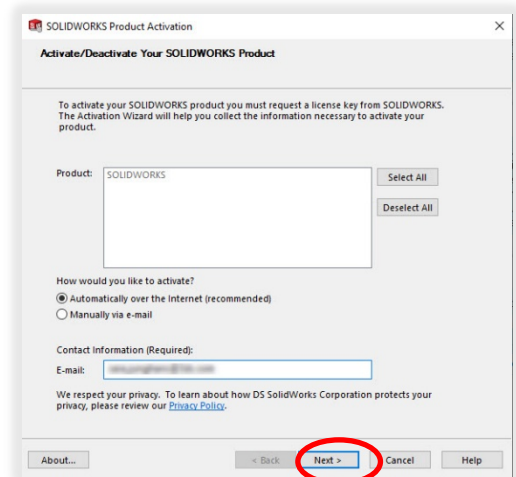 SOLIDWORKS Product Activation
Activate/Deactivate Your SOLIDWORKS Product
To activate your SOLIDWORKS product you must request a license key from SOLIDWORKS.
The Activation Wizard will help you collect the information necessary to activate your
product.
Product:
SOLIDWORKS
Select All
Deselect All
How would you like to activate?
Automatically over the Internet (recommended)
Manually via e-mail
Contact Information (Required):
E-mail:
We respect your privacy. To learn about how DS SolidWorks Corporation protects your
privacy, please review our Privacy Policy.
About...
< Back
Next >
Cancel
Help